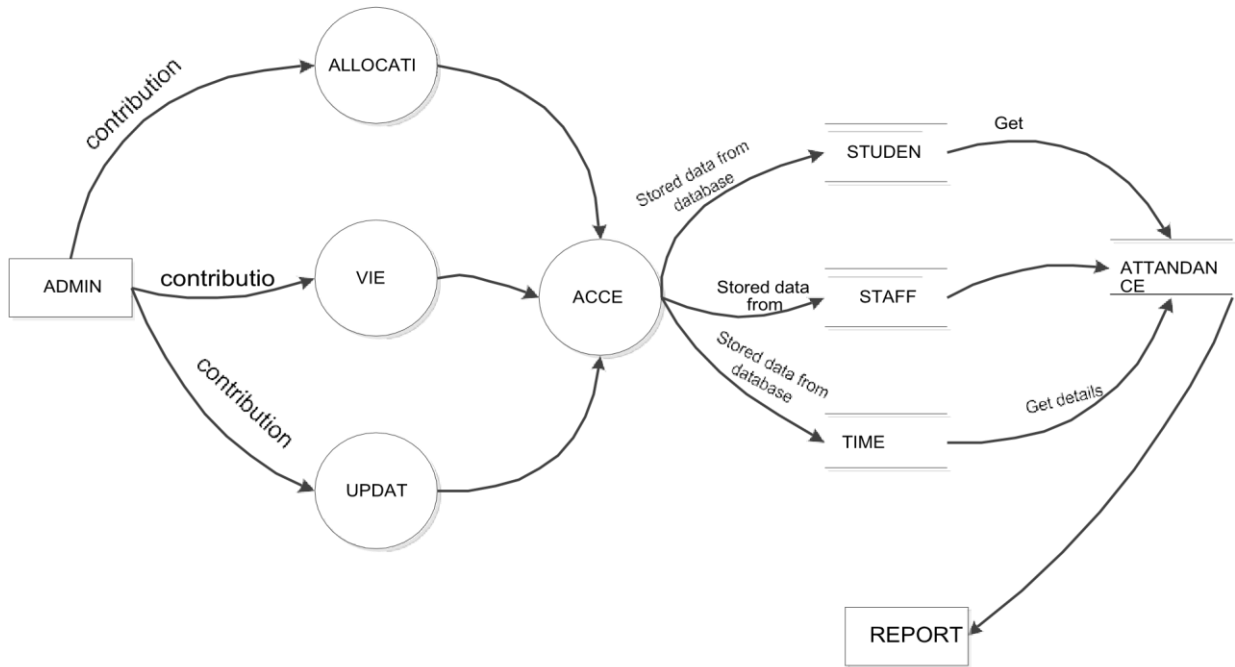 contribution
ALLOCATI
Get
STUDEN
Stored data from
database
ADMIN
contributio
VIE
ACCE
Stored data
from
STAFF
ATTANDAN
CE
contribution
Stored data from
database
Get details
TIME
UPDAT
REPORT